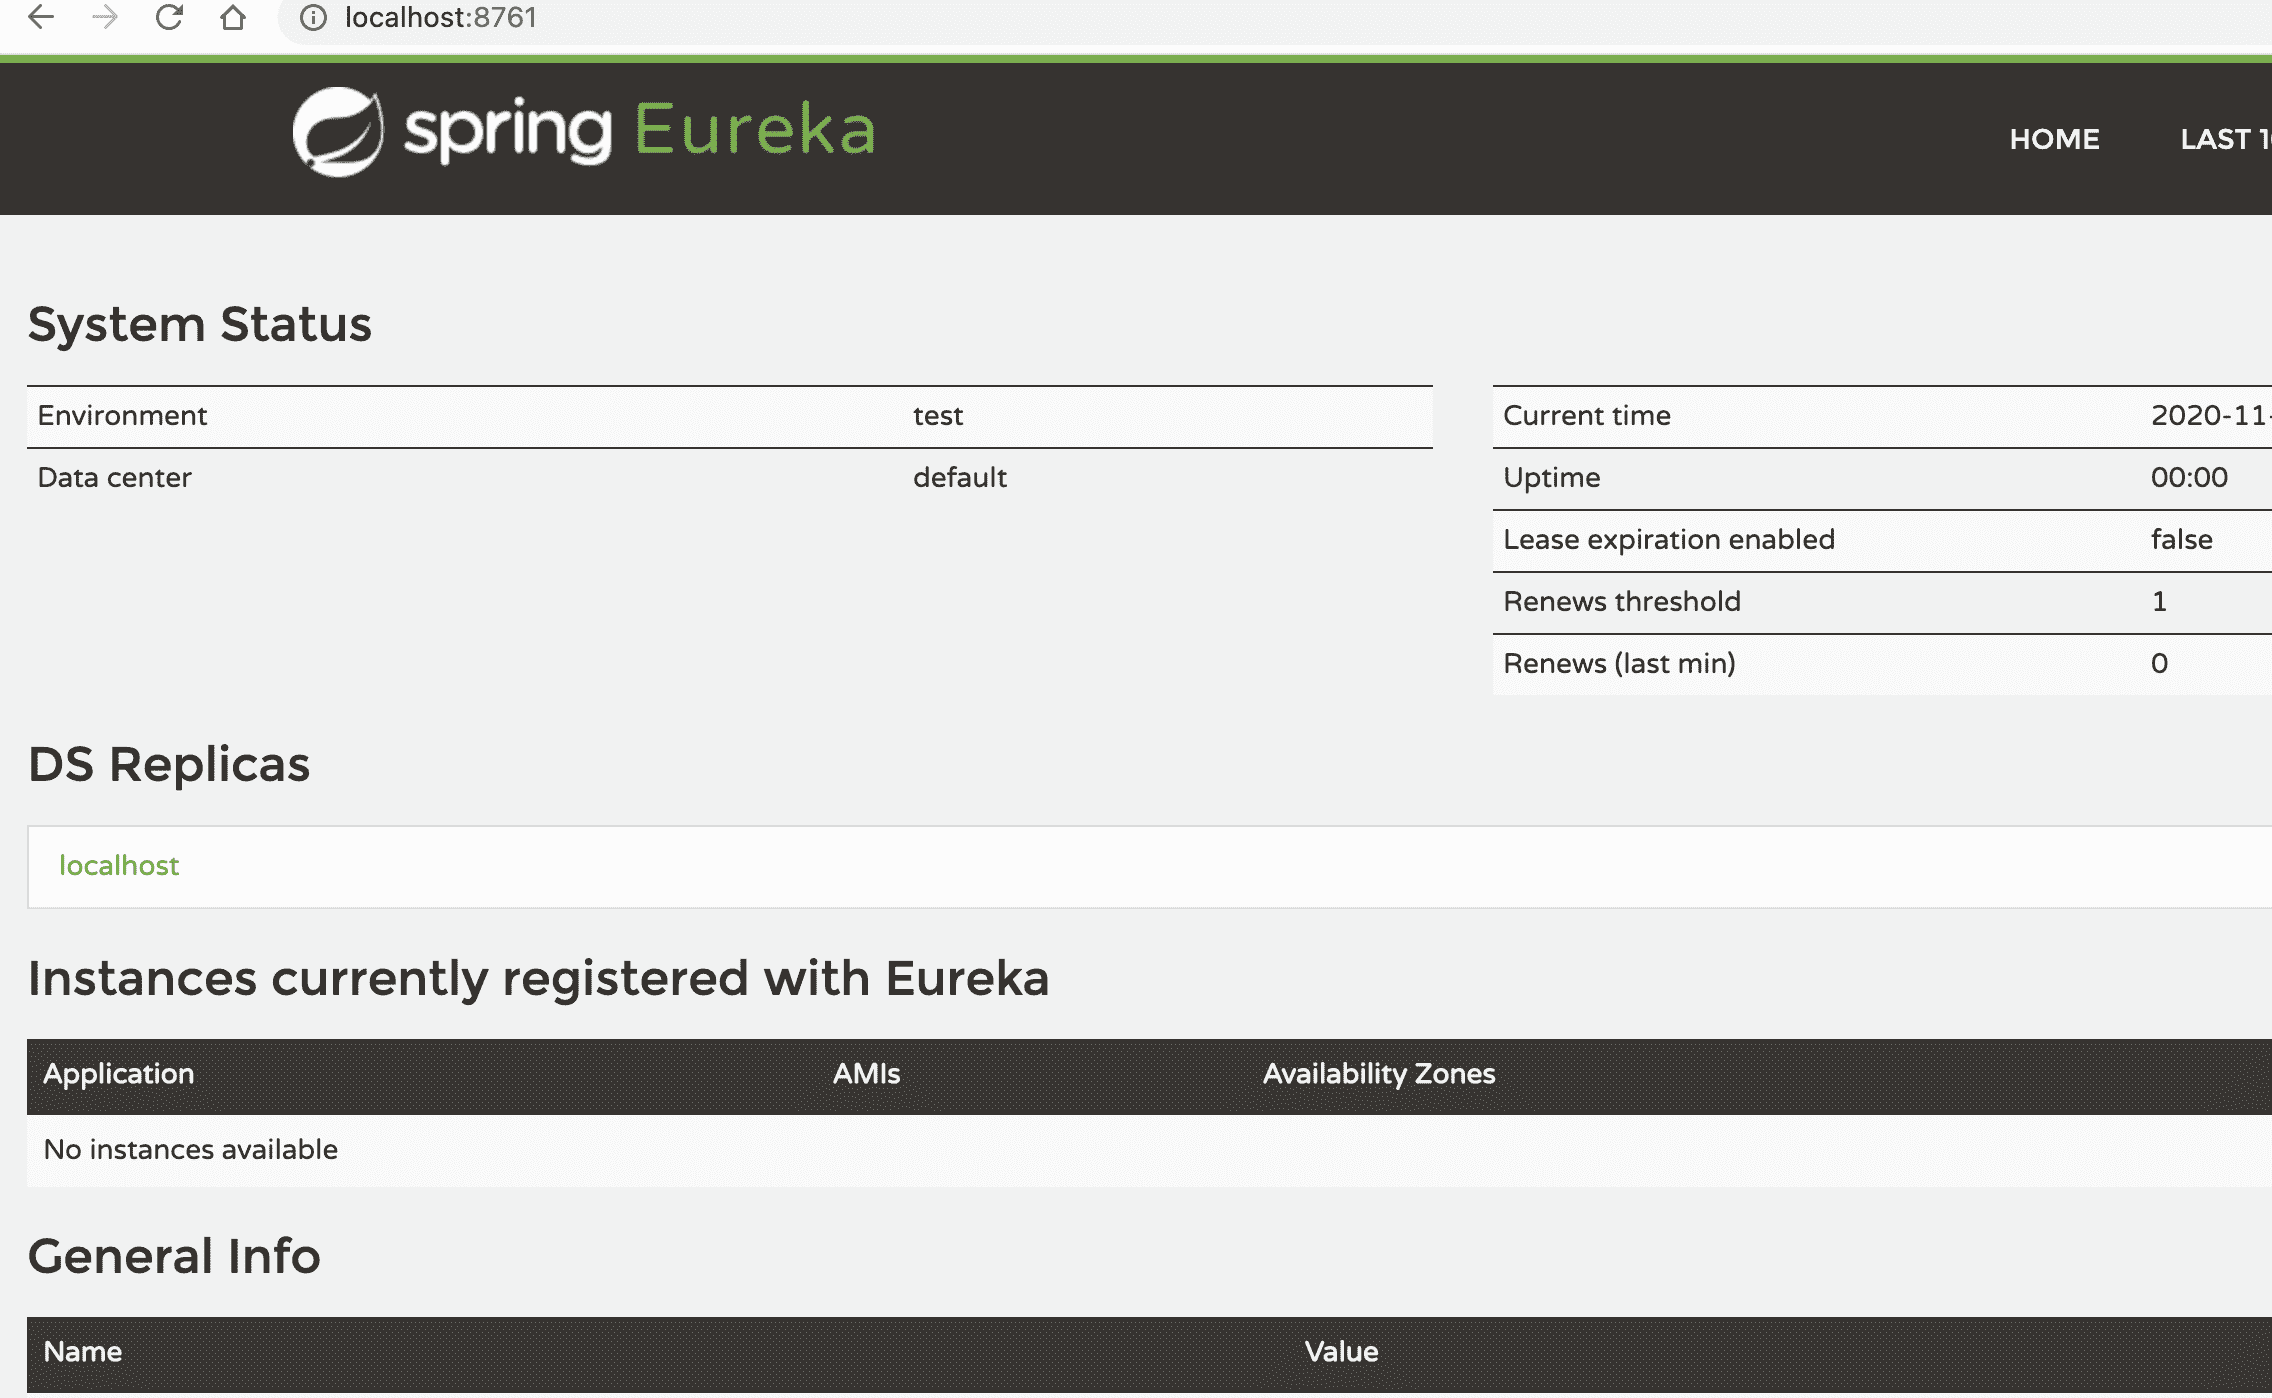 localhost:8761
spring Eureka
HOME LAST 1
System Status
Environment test
Data center default
Current time 2020-11-
Uptime 00:00
Lease expiration enabled false
Renews threshold 1
Renews (last min) 0
DS Replicas
localhost
Instances currently registered with Eureka
Application AMIs Availability Zones
No instances available
General Info
Name Value